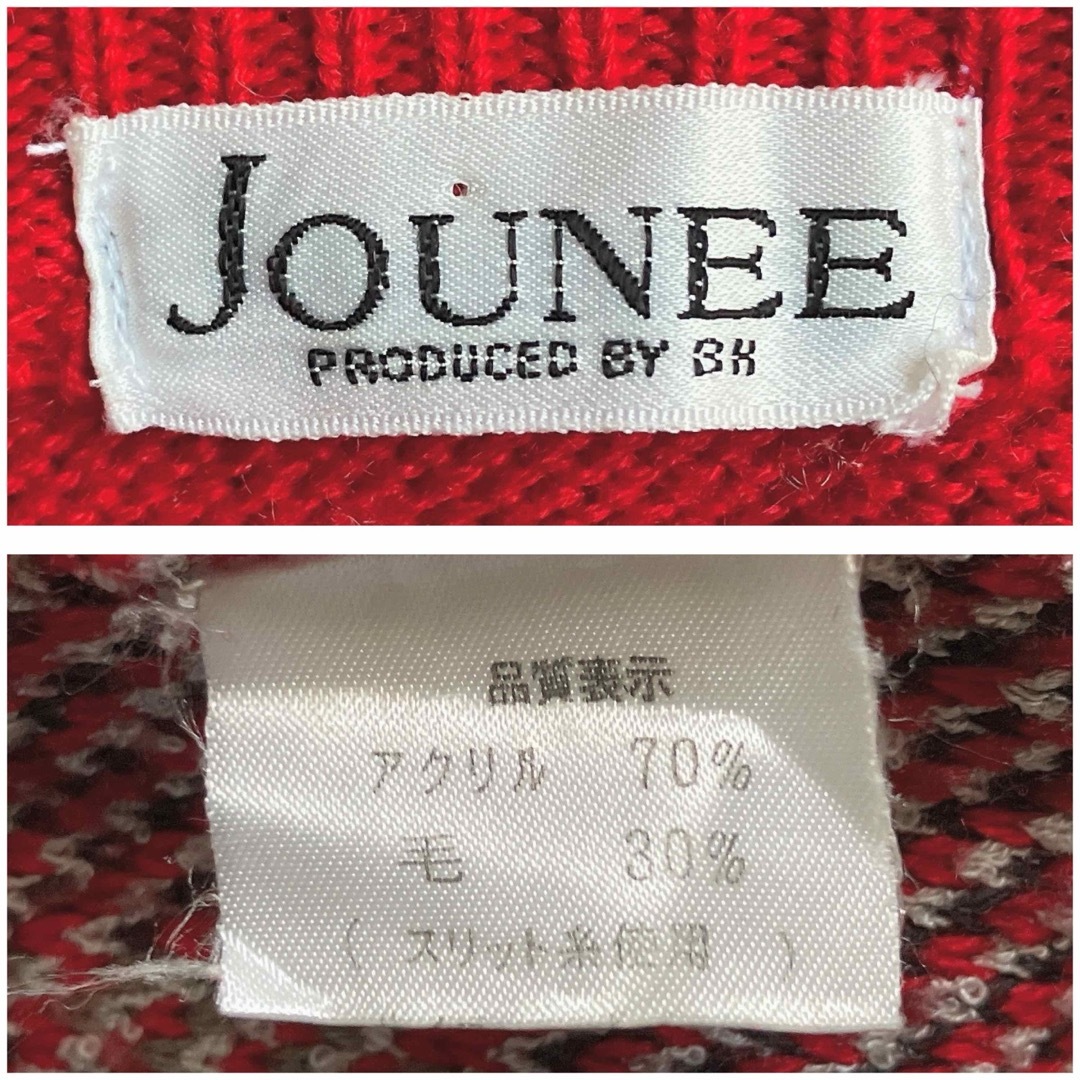 JOUNEE
PRODUCED BY BH
品質表示
アクリル 70%
毛 30%
( スリット糸使用 )